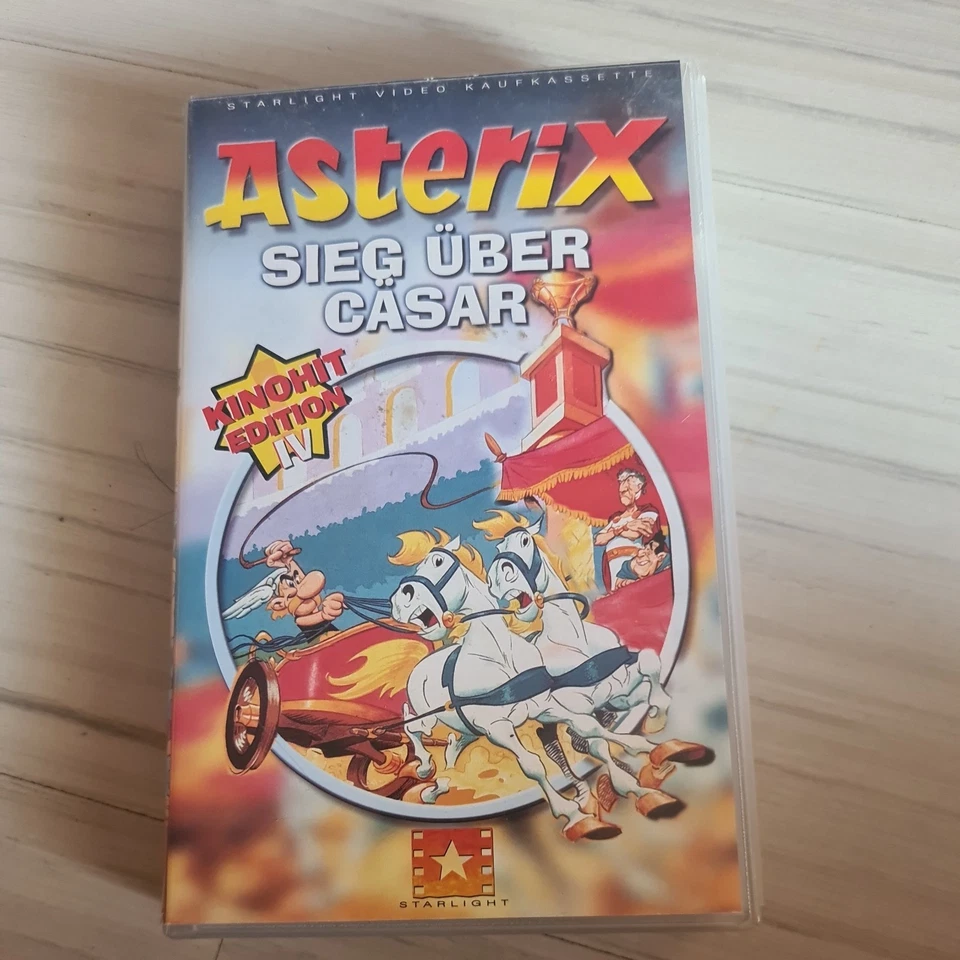 STARLIGHT VIDEO KAUFKASSETTE
Asterix
SIEG ÜBER
CÄSAR
KINOHIT
EDITION
IV
STARLIGHT